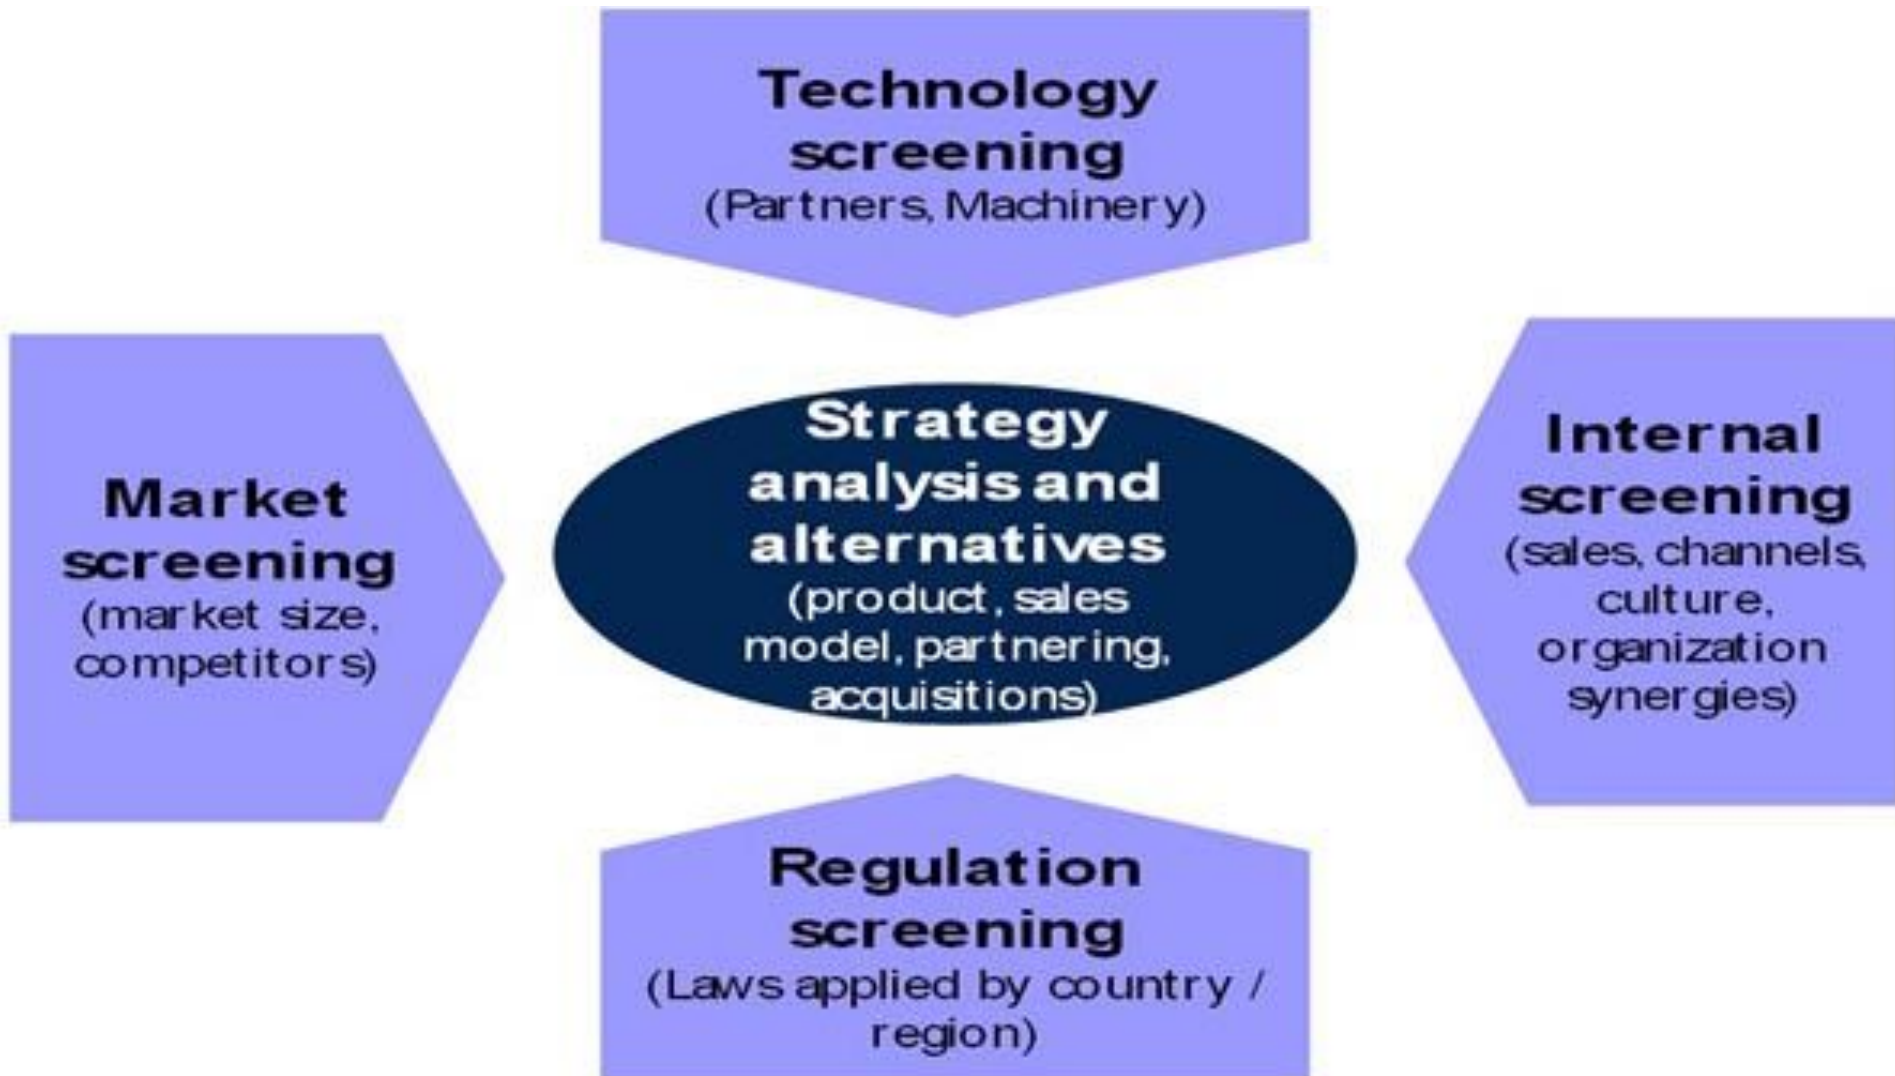 Technology
screening
(Partners, Machinery)
Market
screening
(market size,
competitors)
Strategy
analysis and
alternatives
(product, sales
model, partnering,
acquisitions)
Internal
screening
(sales, channels,
culture,
organization
synergies)
Regulation
screening
(Laws applied by country /
region)